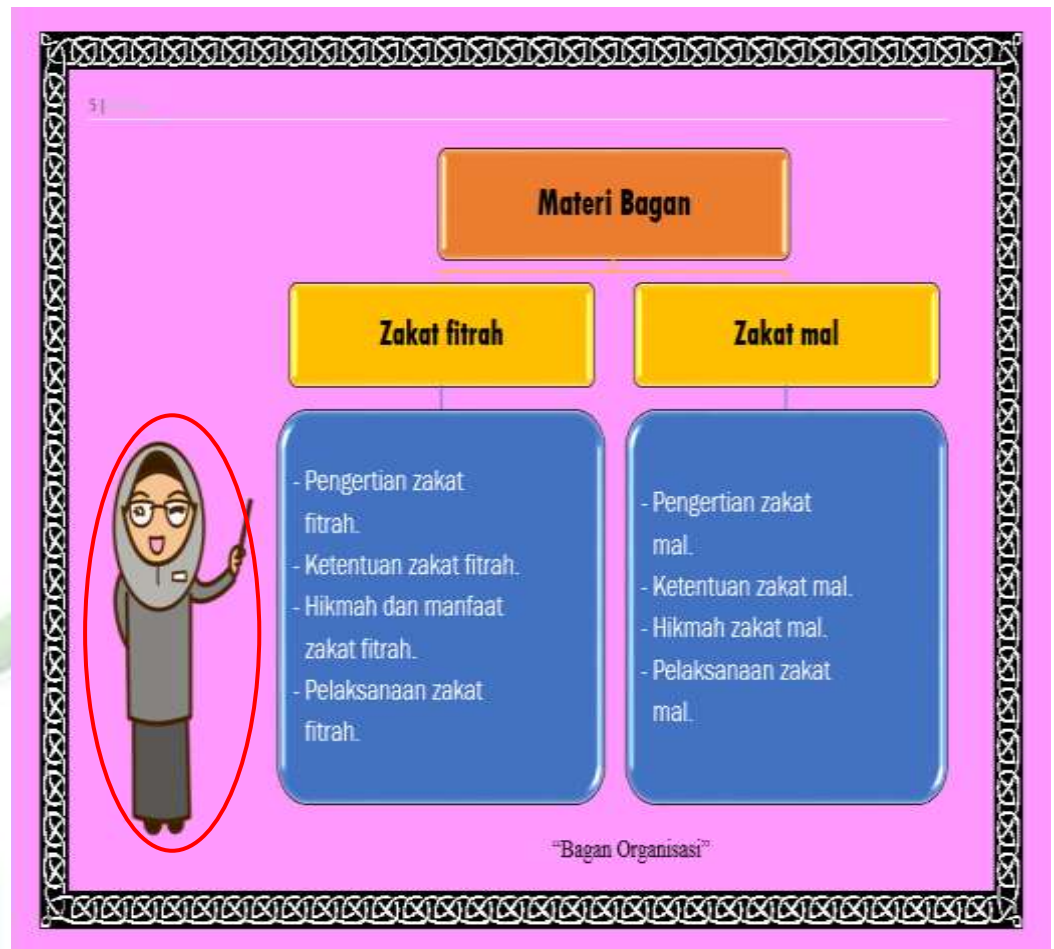 5 |
Materi Bagan
Zakat fitrah
Zakat mal
- Pengertian zakat
fitrah.
- Ketentuan zakat fitrah.
- Hikmah dan manfaat
zakat fitrah.
- Pelaksanaan zakat
fitrah.
- Pengertian zakat
mal.
- Ketentuan zakat mal.
- Hikmah zakat mal.
- Pelaksanaan zakat
mal.
“Bagan Organisasi”